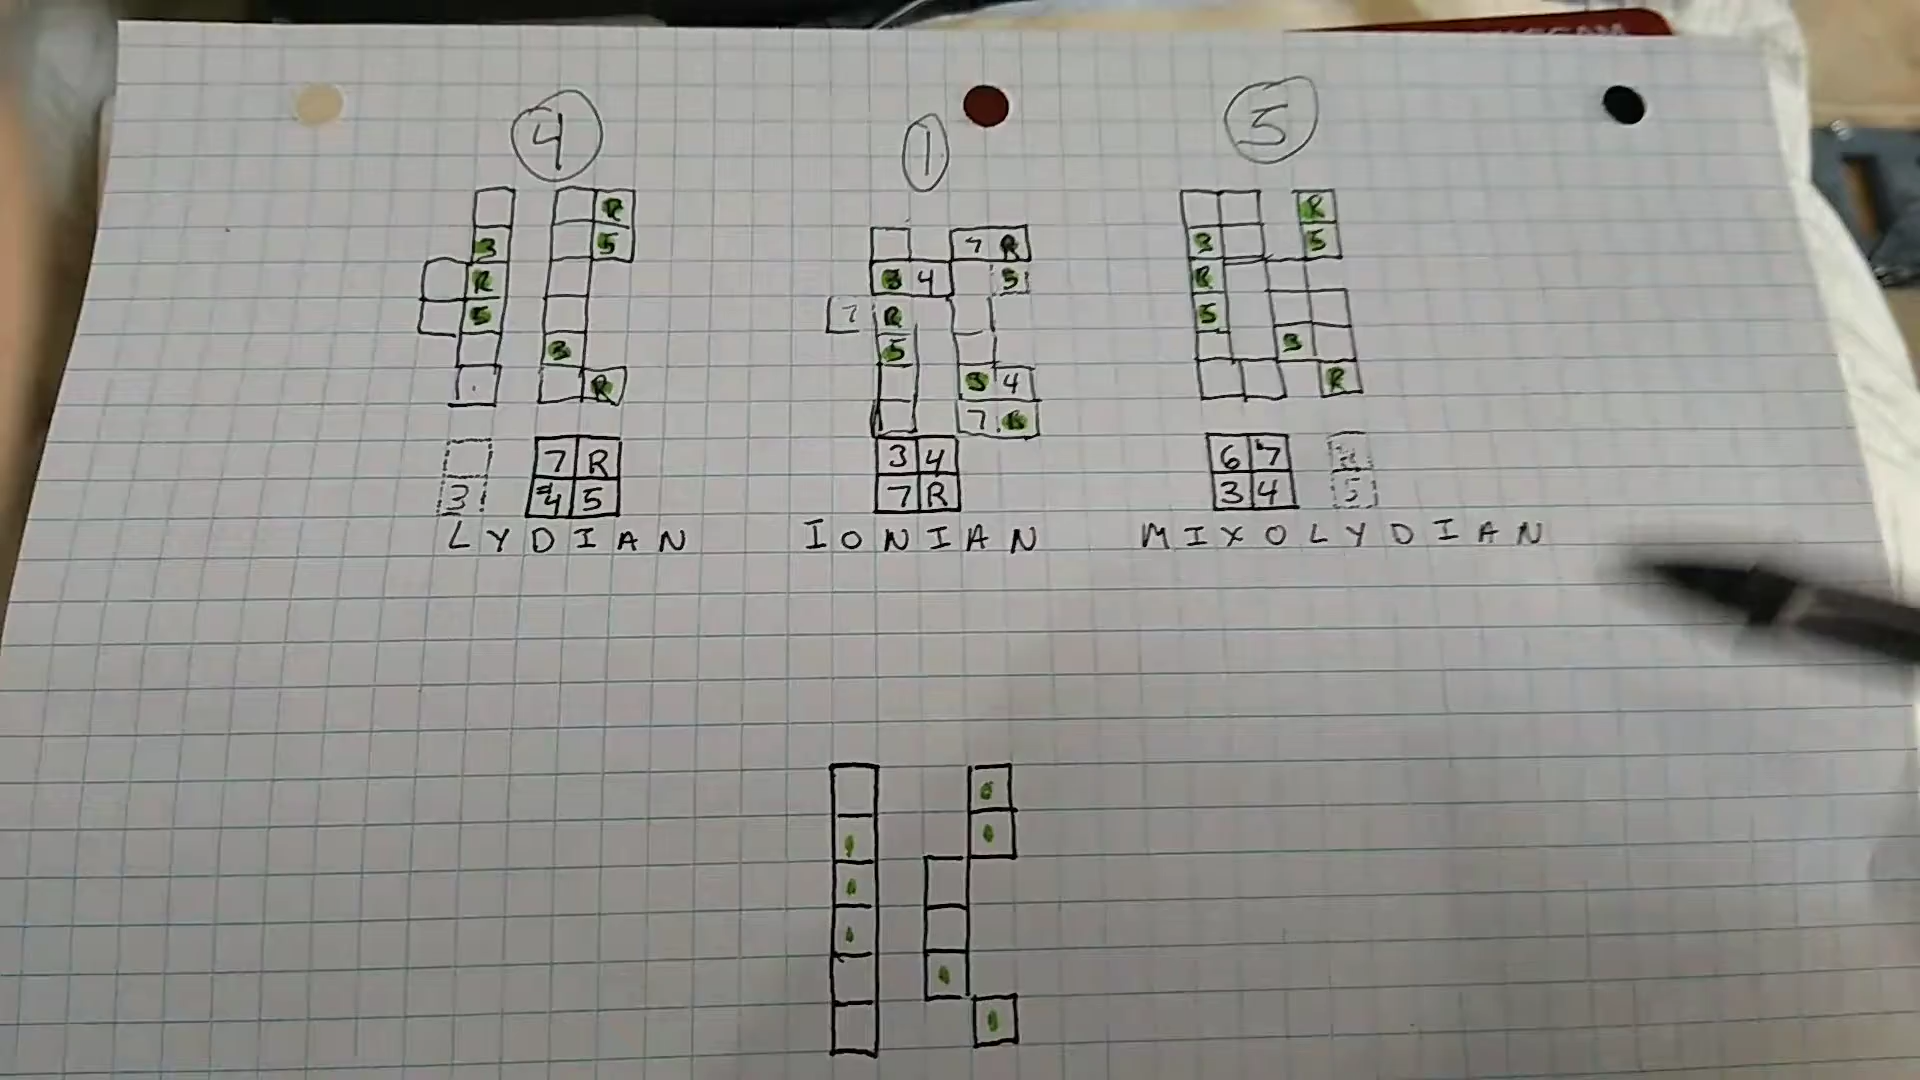 4 1 5
R R
3 5 7 R 3 5
R 3 4 5 R
5 7 R 5
3 5 3
R 3 4 R
7 R
7 R 3 4 6 7
3 4 5 7 R 3 4 5
LYDIAN IONIAN MIXOLYDIAN